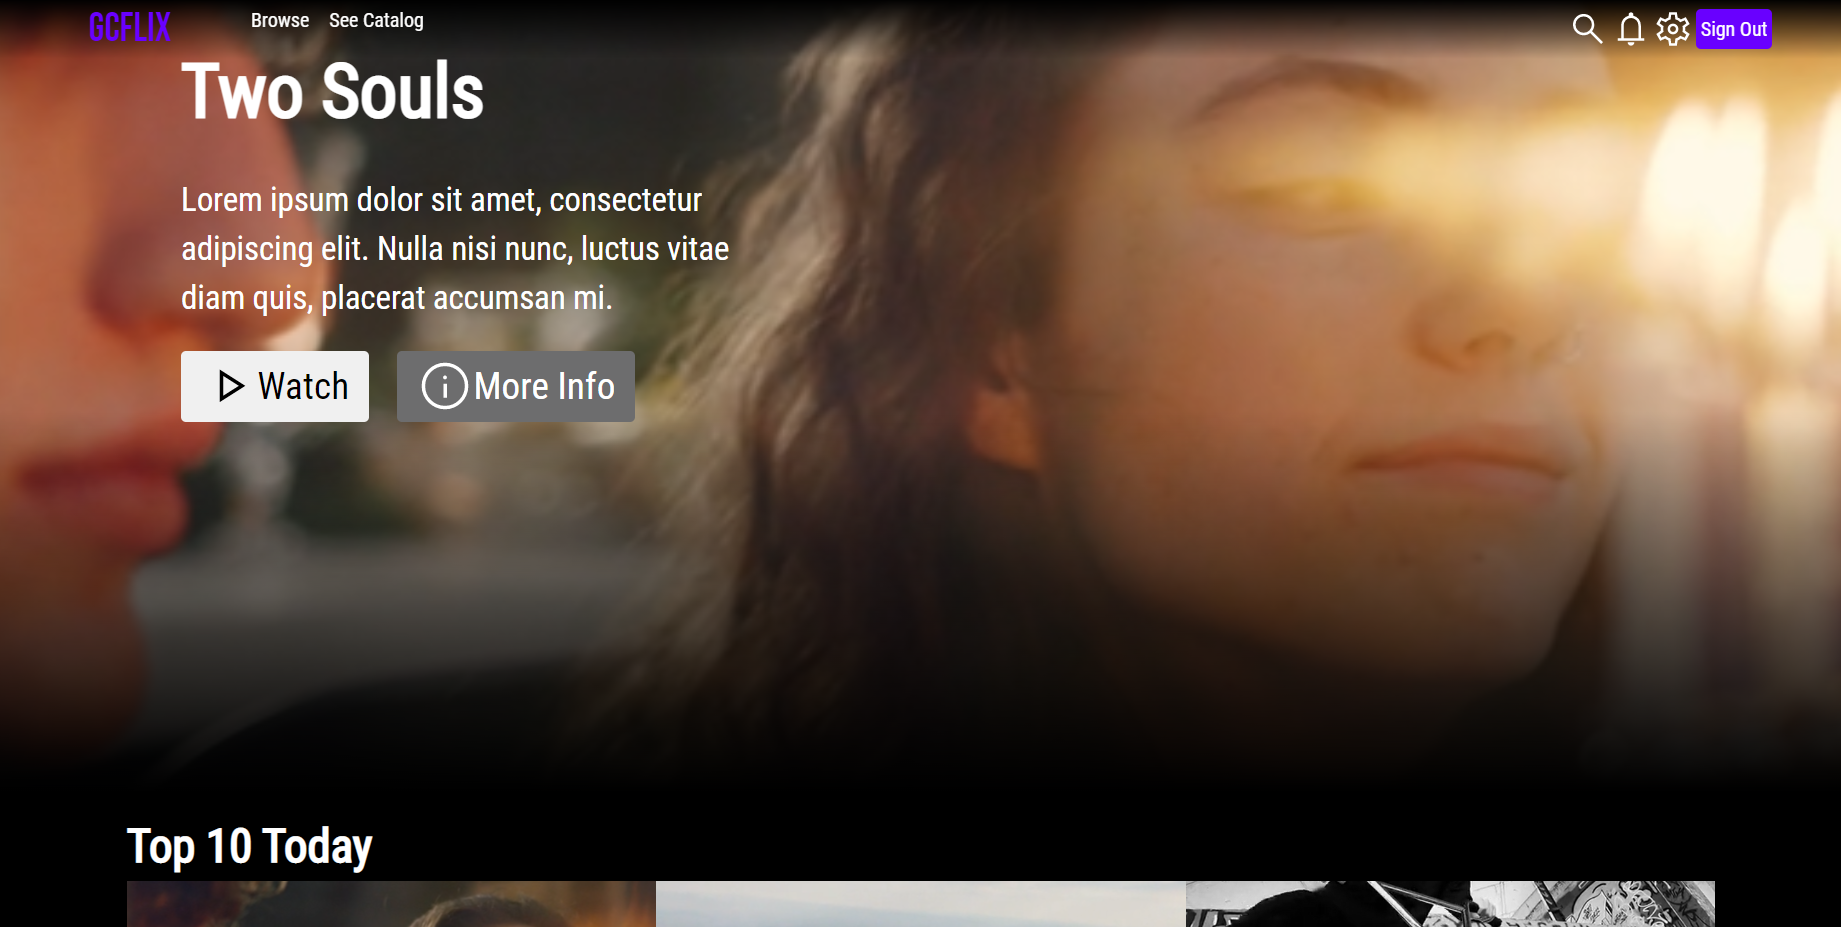 GCFLIX
Browse See Catalog
Sign Out
Two Souls
Lorem ipsum dolor sit amet, consectetur
adipiscing elit. Nulla nisi nunc, luctus vitae
diam quis, placerat accumsan mi.
Watch
More Info
Top 10 Today